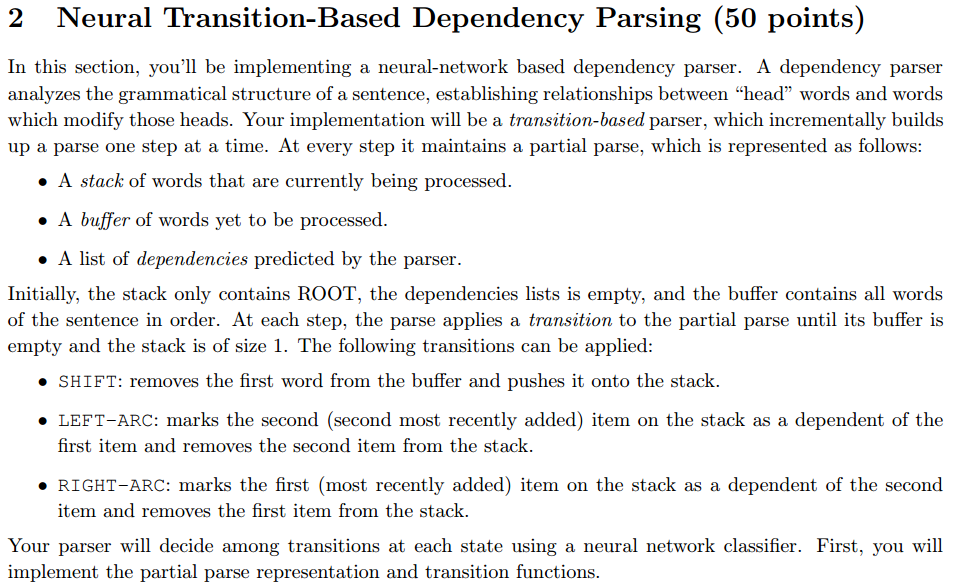 2 Neural Transition-Based Dependency Parsing (50 points)
In this section, you'll be implementing a neural-network based dependency parser. A dependency parser
analyzes the grammatical structure of a sentence, establishing relationships between “head” words and words
which modify those heads. Your implementation will be a transition-based parser, which incrementally builds
up a parse one step at a time. At every step it maintains a partial parse, which is represented as follows:
• A stack of words that are currently being processed.
• A buffer of words yet to be processed.
• A list of dependencies predicted by the parser.
Initially, the stack only contains ROOT, the dependencies lists is empty, and the buffer contains all words
of the sentence in order. At each step, the parse applies a transition to the partial parse until its buffer is
empty and the stack is of size 1. The following transitions can be applied:
• SHIFT: removes the first word from the buffer and pushes it onto the stack.
• LEFT-ARC: marks the second (second most recently added) item on the stack as a dependent of the
first item and removes the second item from the stack.
• RIGHT-ARC: marks the first (most recently added) item on the stack as a dependent of the second
item and removes the first item from the stack.
Your parser will decide among transitions at each state using a neural network classifier. First, you will
implement the partial parse representation and transition functions.